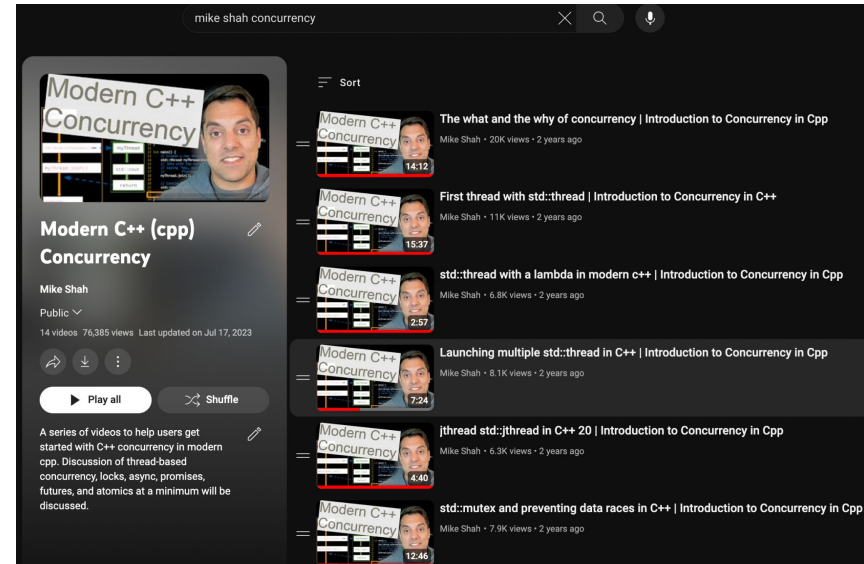 mike shah concurrency
Modern C++
Concurrency
Modern C++ (cpp)
Concurrency
Mike Shah
Public
14 videos 76,385 views Last updated on Jul 17, 2023
Play all
Shuffle
A series of videos to help users get
started with C++ concurrency in modern
cpp. Discussion of thread-based
concurrency, locks, async, promises,
futures, and atomics at a minimum will be
discussed.
Sort
Modern C++
Concurrency
14:12
The what and the why of concurrency | Introduction to Concurrency in Cpp
Mike Shah • 20K views • 2 years ago
Modern C++
Concurrency
15:37
First thread with std::thread | Introduction to Concurrency in C++
Mike Shah • 11K views • 2 years ago
Modern C++
Concurrency
2:57
std::thread with a lambda in modern c++ | Introduction to Concurrency in Cpp
Mike Shah • 6.8K views • 2 years ago
Modern C++
Concurrency
7:24
Launching multiple std::thread in C++ | Introduction to Concurrency in Cpp
Mike Shah • 8.1K views • 2 years ago
Modern C++
Concurrency
4:40
jthread std::jthread in C++ 20 | Introduction to Concurrency in Cpp
Mike Shah • 6.3K views • 2 years ago
Modern C++
Concurrency
12:46
std::mutex and preventing data races in C++ | Introduction to Concurrency in Cpp
Mike Shah • 7.9K views • 2 years ago